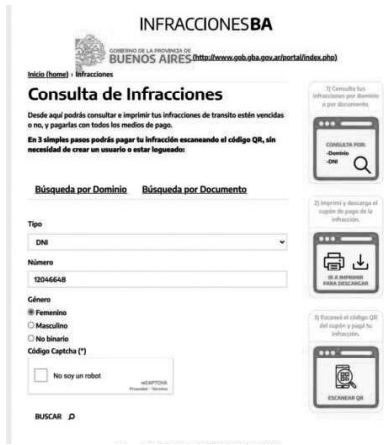 INFRACCIONESBA
GOBIERNO DE LA PROVINCIA DE
BUENOS AIRES (http://www.gob.gba.gov.ar/portal/index.php)
Inicio (home) › Infracciones
Consulta de Infracciones
Desde aquí podrás consultar e imprimir tus infracciones de transito estén vencidas
o no, y pagarlas con todos los medios de pago.
En 3 simples pasos podrás pagar tu infracción escaneando el código QR, sin
necesidad de crear un usuario o estar logueado:
Búsqueda por Dominio Búsqueda por Documento
Tipo
DNI
Número
12046648
Género
Femenino
Masculino
No binario
Código Captcha (*)
No soy un robot
reCAPTCHA
Privacidad - Términos
BUSCAR
1) Consulta tus
infracciones por dominio
o por documento.
CONSULTA POR:
-Dominio
-DNI
2) Imprimí y descarga el
cupón de pago de la
infracción.
IR A IMPRIMIR
PARA DESCARGAR
3) Escaneá el código QR
del cupón y pagá tu
infracción.
ESCANEAR QR